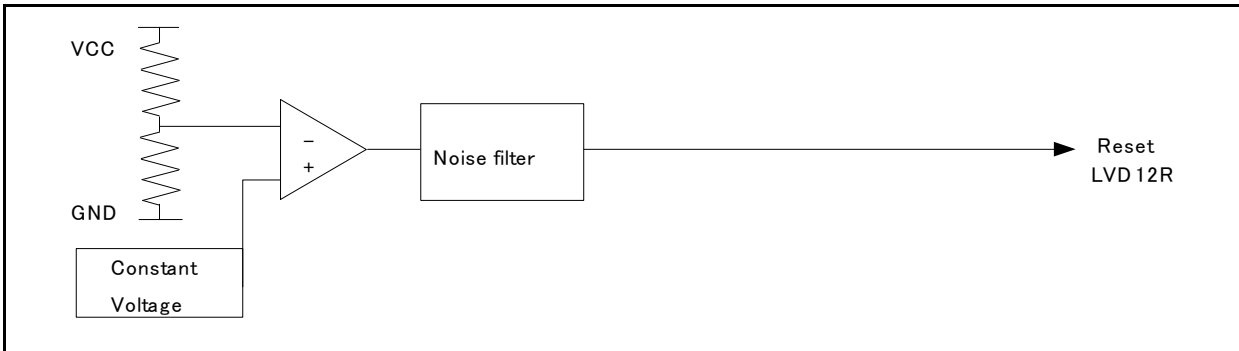 VCC
−
+
Noise filter
Reset
LVD12R
GND
Constant
Voltage